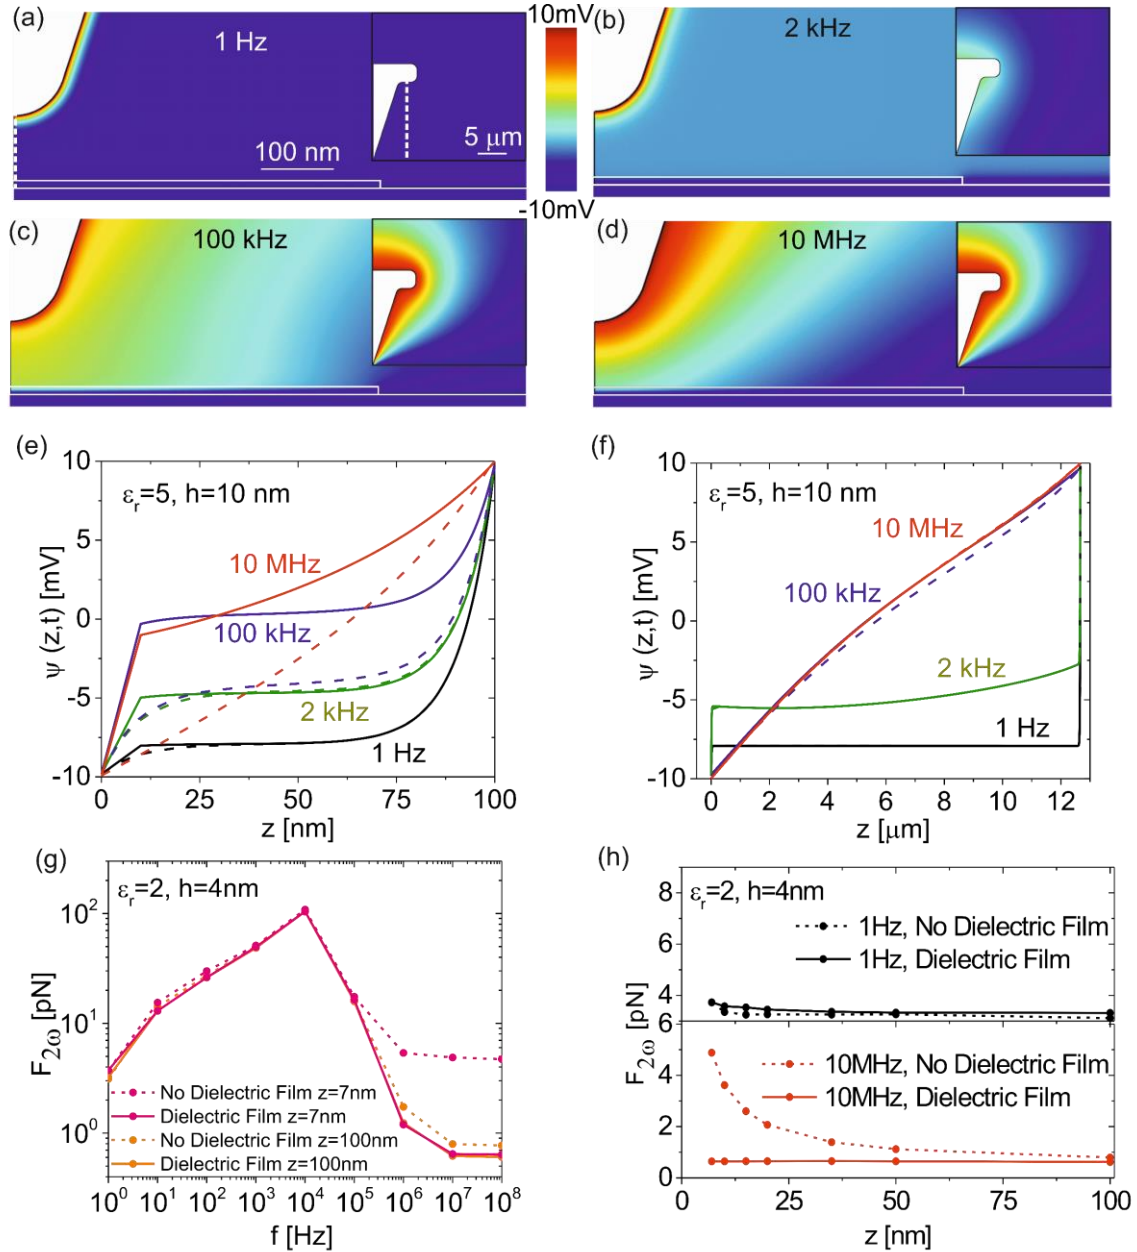 (a)
1 Hz
100 nm
5 μm
10mV
-10mV
(b)
2 kHz
(c)
100 kHz
(d)
10 MHz
(e)
εr=5, h=10 nm
10 MHz
100 kHz
2 kHz
1 Hz
10
5
0
-5
-10
ψ (z,t) [mV]
0 25 50 75 100
z [nm]
(f)
εr=5, h=10 nm
10 MHz
100 kHz
2 kHz
1 Hz
10
5
0
-5
-10
ψ (z,t) [mV]
0 2 4 6 8 10 12
z [μm]
(g)
εr=2, h=4nm
10²
10¹
10⁰
F2ω [pN]
No Dielectric Film z=7nm
Dielectric Film z=7nm
No Dielectric Film z=100nm
Dielectric Film z=100nm
10⁰ 10¹ 10² 10³ 10⁴ 10⁵ 10⁶ 10⁷ 10⁸
f [Hz]
(h)
εr=2, h=4nm
1Hz, No Dielectric Film
1Hz, Dielectric Film
8
6
4
6
4
2
0
F2ω [pN]
10MHz, No Dielectric Film
10MHz, Dielectric Film
0 25 50 75 100
z [nm]